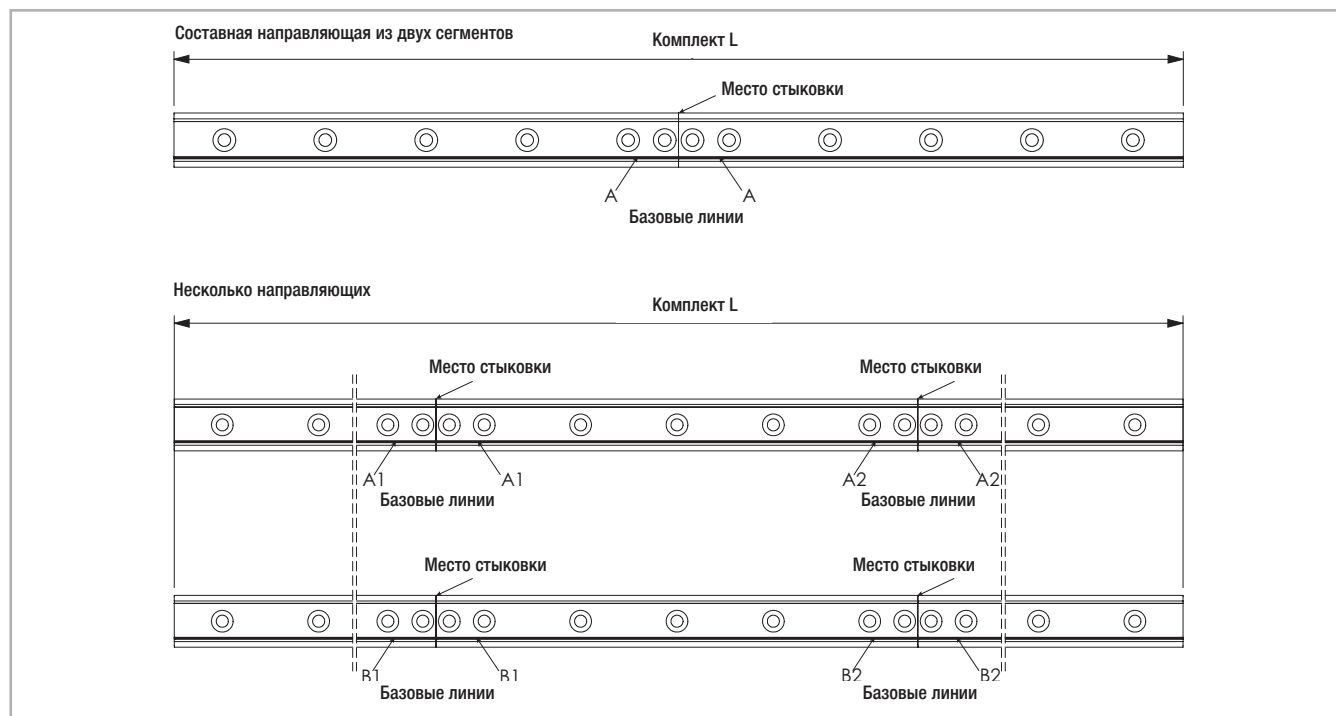 Составная направляющая из двух сегментов
Комплект L
Место стыковки
A A
Базовые линии
Несколько направляющих
Комплект L
Место стыковки Место стыковки
A1 A1 A2 A2
Базовые линии Базовые линии
Место стыковки Место стыковки
B1 B1 B2 B2
Базовые линии Базовые линии